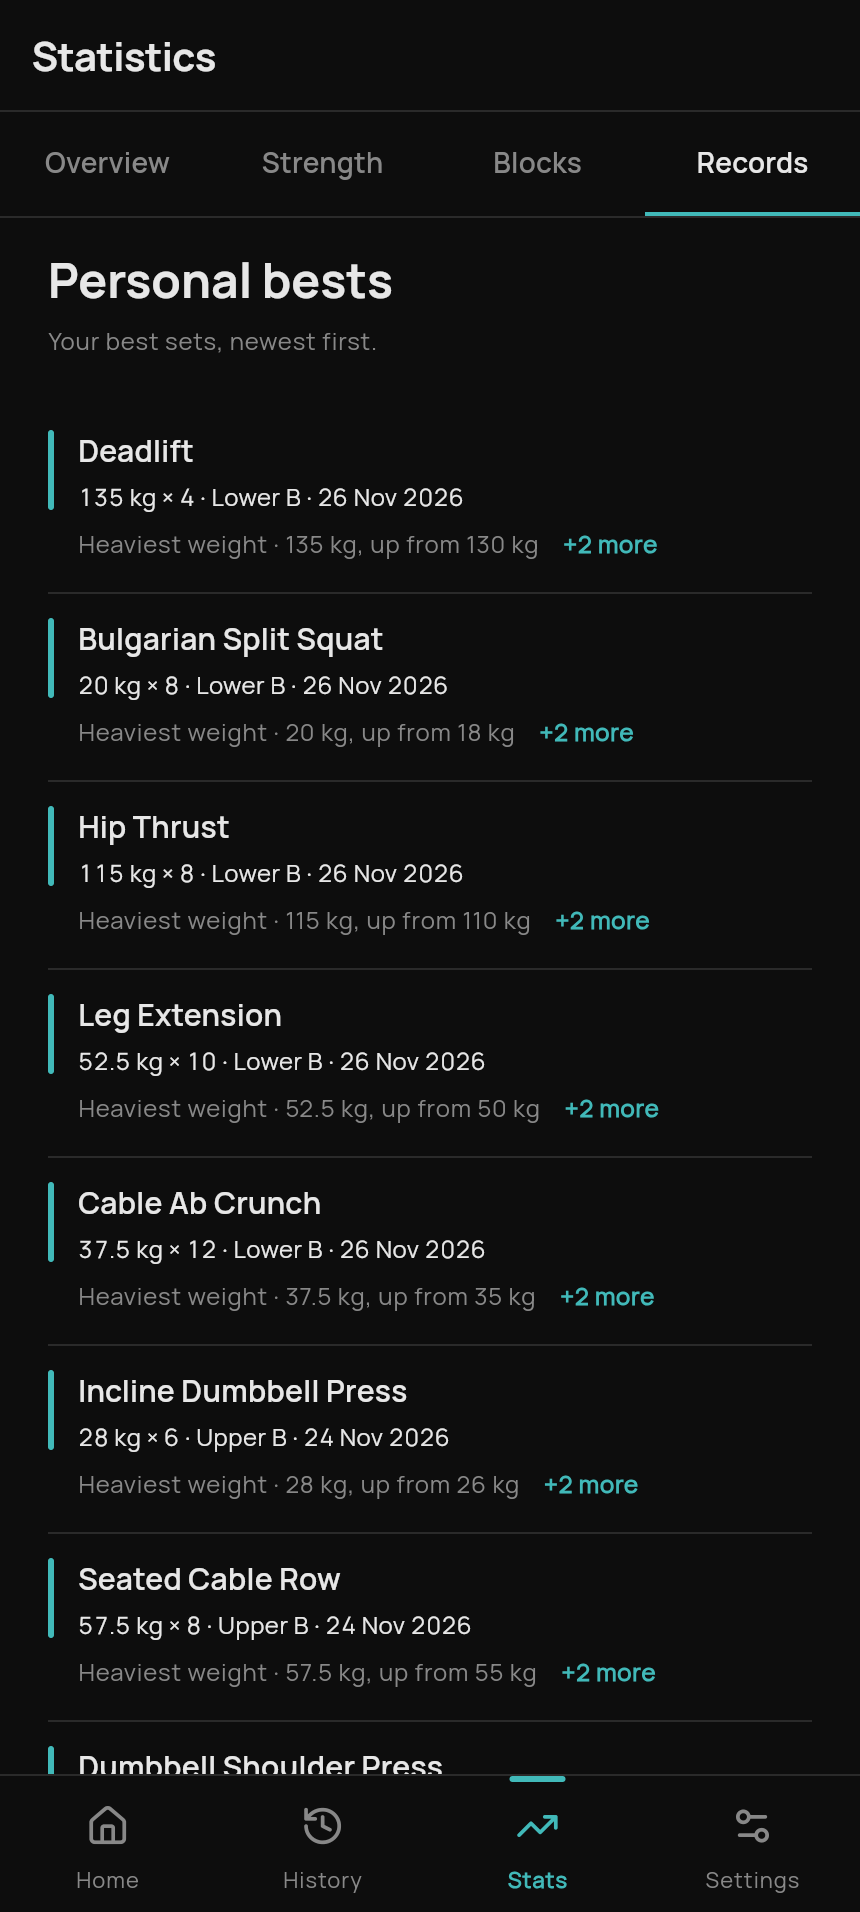 Statistics
Overview Strength Blocks Records
Personal bests
Your best sets, newest first.
Deadlift
135 kg × 4 · Lower B · 26 Nov 2026
Heaviest weight · 135 kg, up from 130 kg +2 more
Bulgarian Split Squat
20 kg × 8 · Lower B · 26 Nov 2026
Heaviest weight · 20 kg, up from 18 kg +2 more
Hip Thrust
115 kg × 8 · Lower B · 26 Nov 2026
Heaviest weight · 115 kg, up from 110 kg +2 more
Leg Extension
52.5 kg × 10 · Lower B · 26 Nov 2026
Heaviest weight · 52.5 kg, up from 50 kg +2 more
Cable Ab Crunch
37.5 kg × 12 · Lower B · 26 Nov 2026
Heaviest weight · 37.5 kg, up from 35 kg +2 more
Incline Dumbbell Press
28 kg × 6 · Upper B · 24 Nov 2026
Heaviest weight · 28 kg, up from 26 kg +2 more
Seated Cable Row
57.5 kg × 8 · Upper B · 24 Nov 2026
Heaviest weight · 57.5 kg, up from 55 kg +2 more
Dumbbell Shoulder Press
Home History Stats Settings